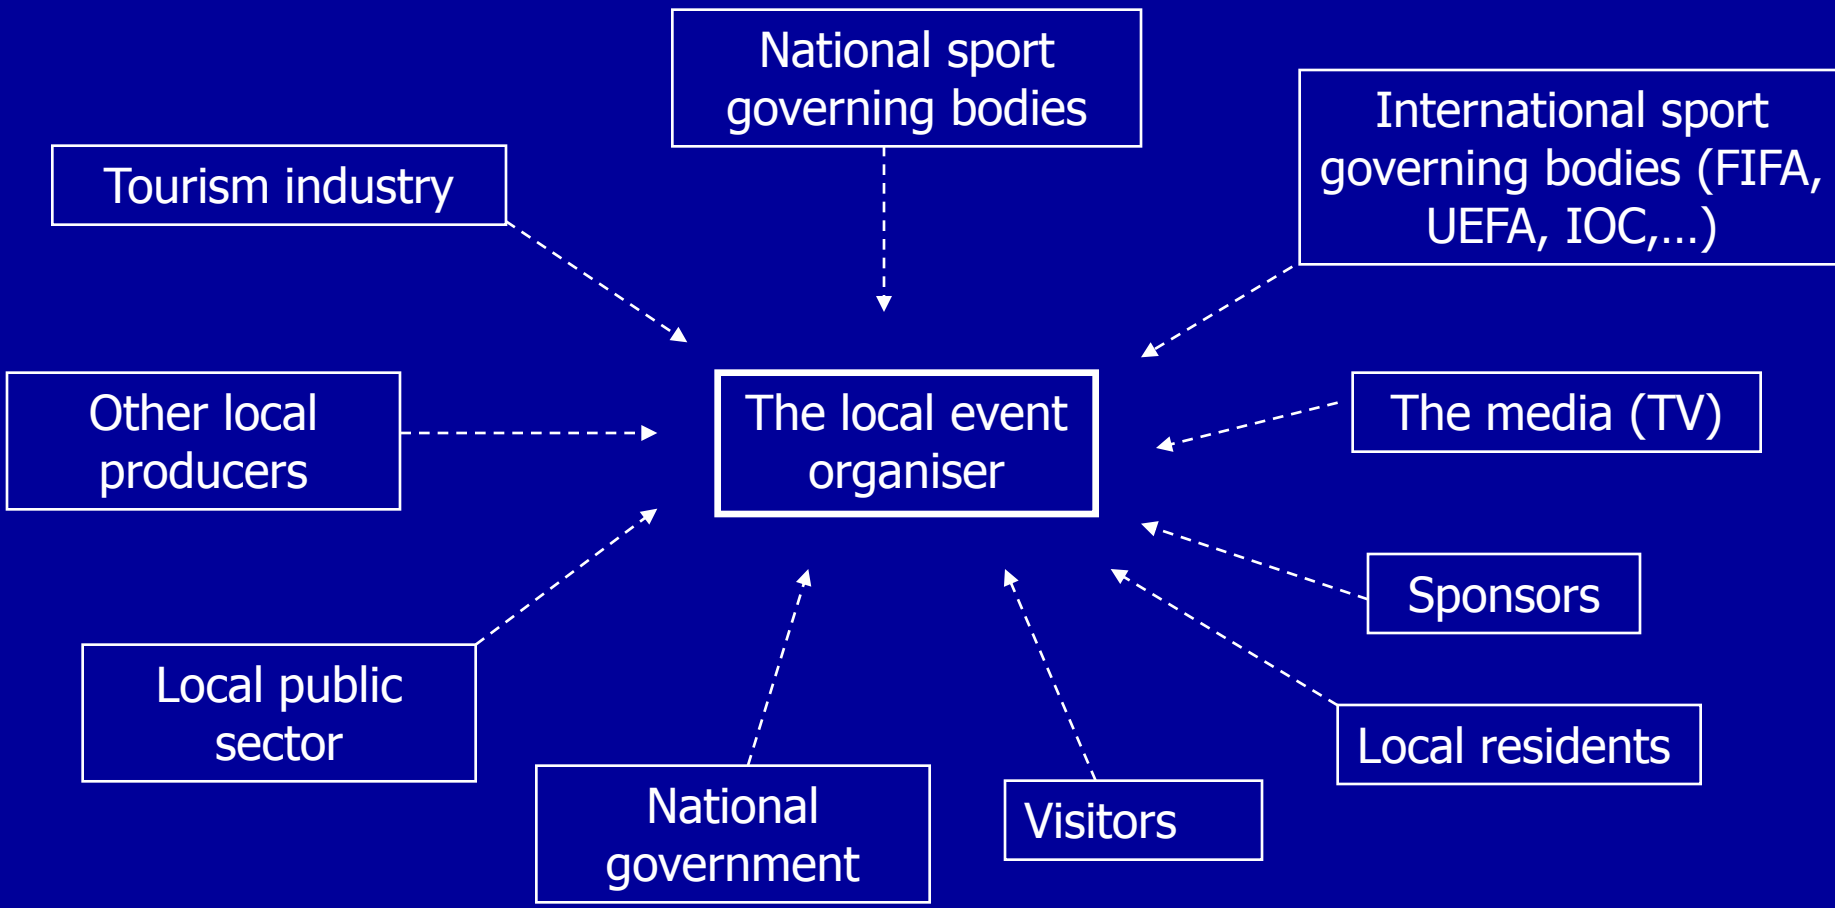 National sport
governing bodies
International sport
governing bodies (FIFA,
UEFA, IOC,...)
Tourism industry
Other local
producers
The local event
organiser
The media (TV)
Sponsors
Local public
sector
Local residents
National
government
Visitors